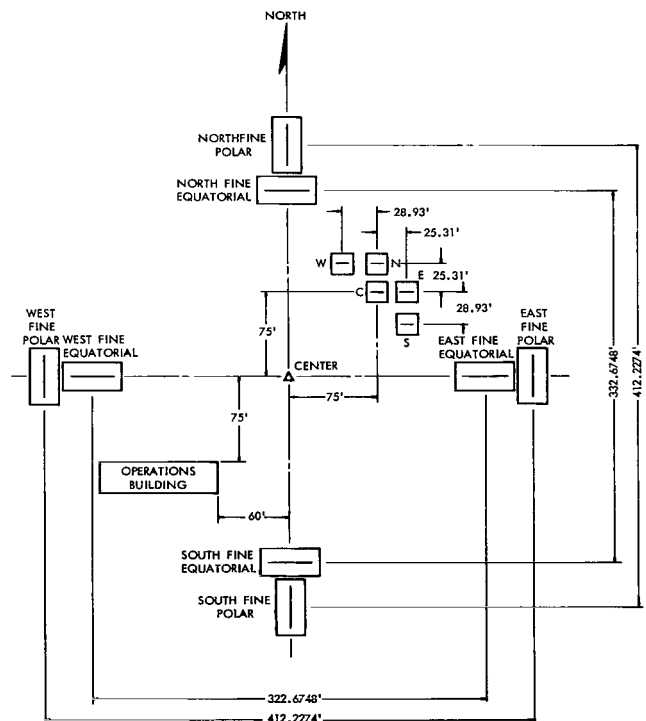 NORTH
NORTHFINE
POLAR
NORTH FINE
EQUATORIAL
28.93'
25.31'
W
N
E
25.31'
C
28.93'
S
WEST
FINE
POLAR
WEST FINE
EQUATORIAL
75'
EAST FINE
EQUATORIAL
EAST
FINE
POLAR
CENTER
75'
75'
332.6748'
412.2274'
OPERATIONS
BUILDING
60'
SOUTH FINE
EQUATORIAL
SOUTH FINE
POLAR
322.6748'
412.2274'